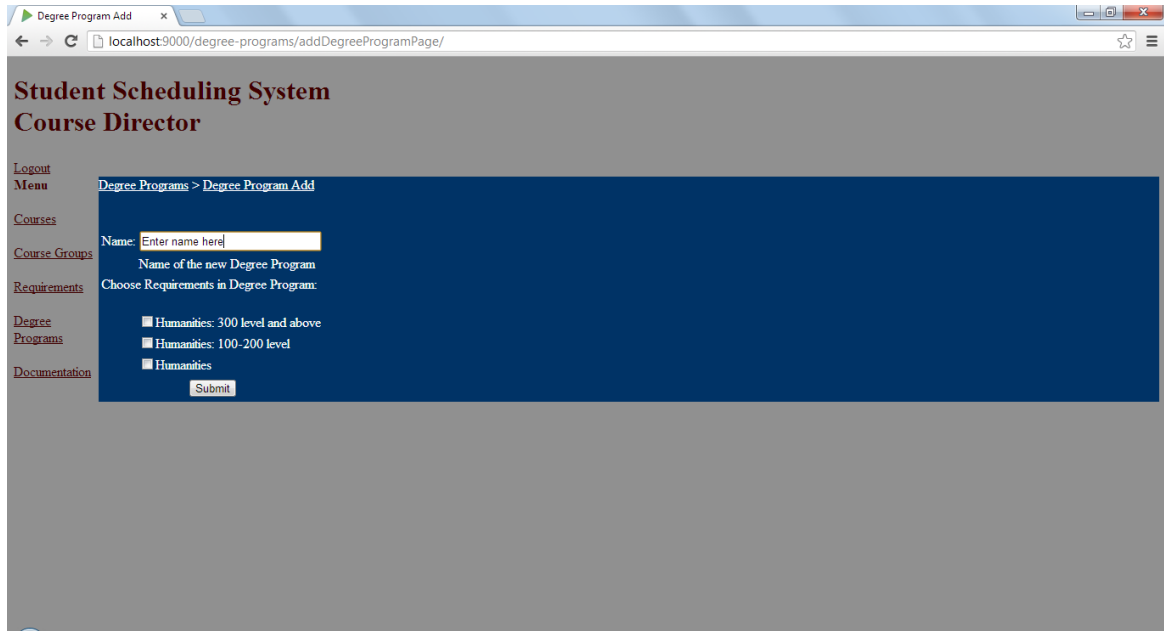 Degree Program Add
localhost:9000/degree-programs/addDegreeProgramPage/
Student Scheduling System
Course Director
Logout
Menu
Courses
Course Groups
Requirements
Degree
Programs
Documentation
Degree Programs > Degree Program Add
Name: Enter name here
Name of the new Degree Program
Choose Requirements in Degree Program:
Humanities: 300 level and above
Humanities: 100-200 level
Humanities
Submit